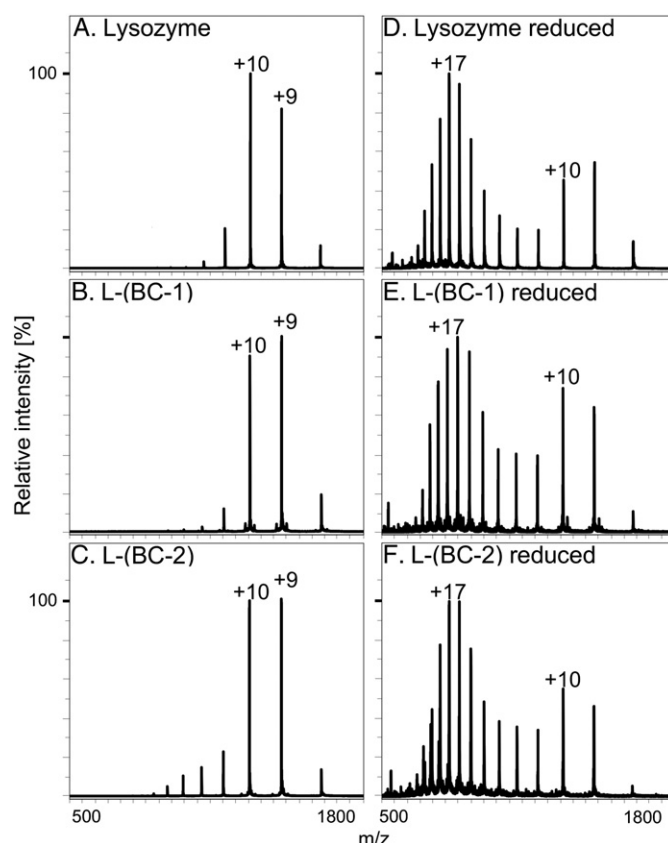 A. Lysozyme
D. Lysozyme reduced
100
+10
+9
+17
+10
B. L-(BC-1)
E. L-(BC-1) reduced
+10
+9
+17
+10
Relative intensity [%]
C. L-(BC-2)
F. L-(BC-2) reduced
100
+10
+9
+17
+10
500
1800
500
1800
m/z